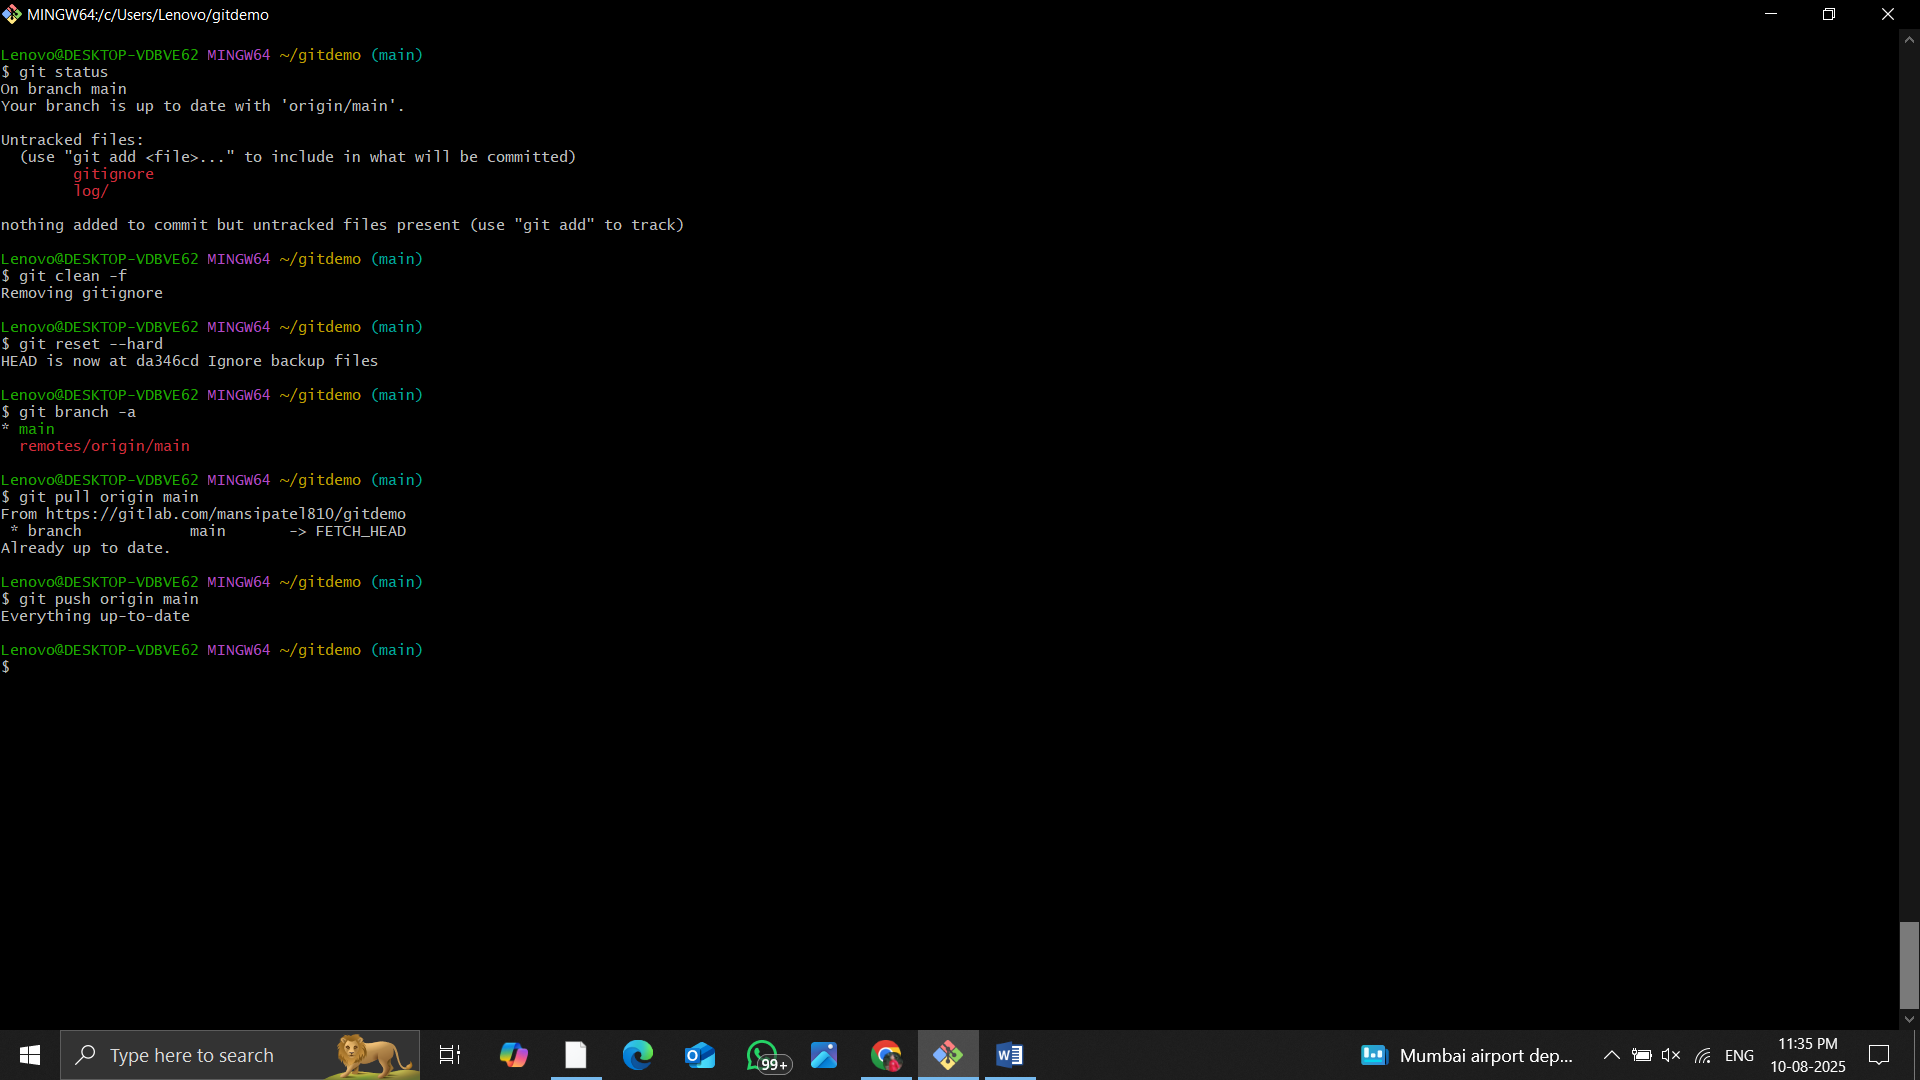 MINGW64:/c/Users/Lenovo/gitdemo
Lenovo@DESKTOP-VDBVE62 MINGW64 ~/gitdemo (main)
$ git status
On branch main
Your branch is up to date with 'origin/main'.
Untracked files:
  (use "git add <file>..." to include in what will be committed)
        gitignore
        log/
nothing added to commit but untracked files present (use "git add" to track)
Lenovo@DESKTOP-VDBVE62 MINGW64 ~/gitdemo (main)
$ git clean -f
Removing gitignore
Lenovo@DESKTOP-VDBVE62 MINGW64 ~/gitdemo (main)
$ git reset --hard
HEAD is now at da346cd Ignore backup files
Lenovo@DESKTOP-VDBVE62 MINGW64 ~/gitdemo (main)
$ git branch -a
* main
  remotes/origin/main
Lenovo@DESKTOP-VDBVE62 MINGW64 ~/gitdemo (main)
$ git pull origin main
From https://gitlab.com/mansipatel810/gitdemo
 * branch            main       -> FETCH_HEAD
Already up to date.
Lenovo@DESKTOP-VDBVE62 MINGW64 ~/gitdemo (main)
$ git push origin main
Everything up-to-date
Lenovo@DESKTOP-VDBVE62 MINGW64 ~/gitdemo (main)
$
Type here to search
99+
Mumbai airport dep...
ENG
11:35 PM
10-08-2025